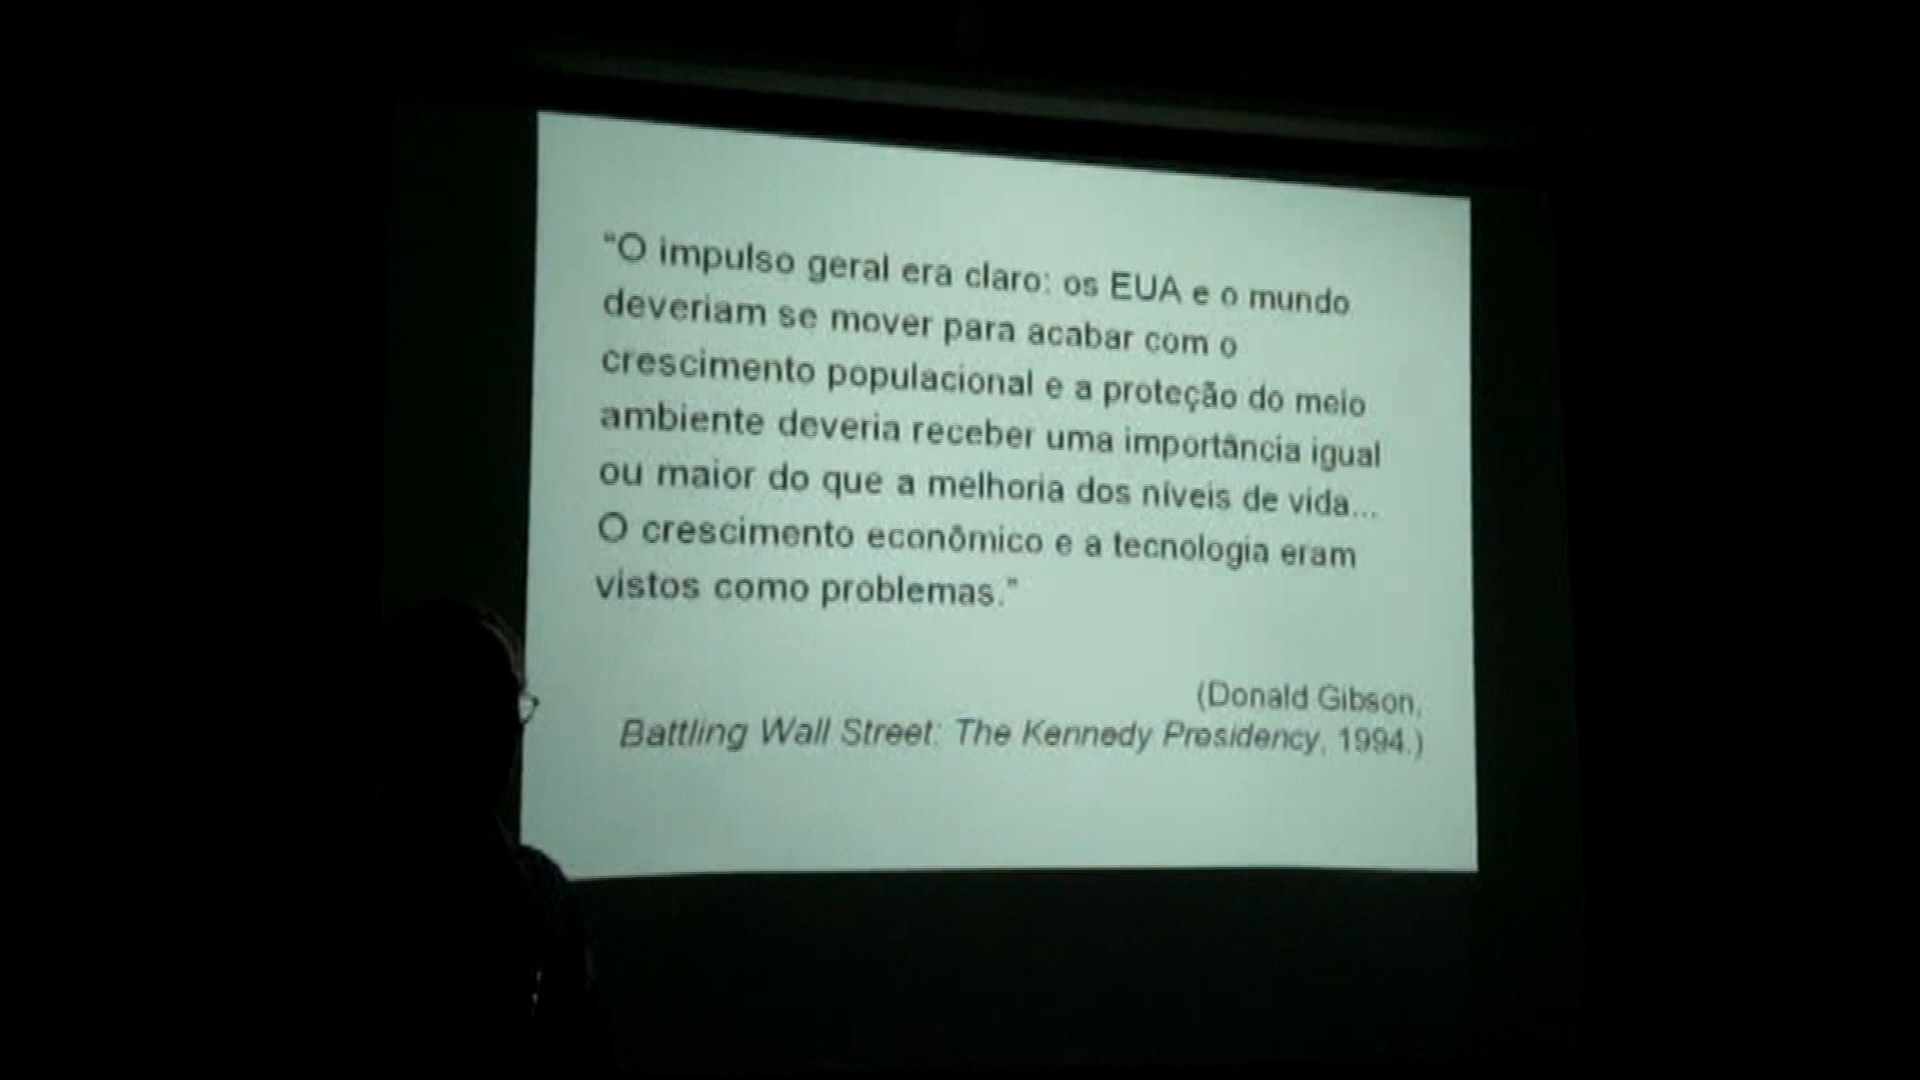 “O impulso geral era claro: os EUA e o mundo
deveriam se mover para acabar com o
crescimento populacional e a proteção do meio
ambiente deveria receber uma importância igual
ou maior do que a melhoria dos níveis de vida...
O crescimento econômico e a tecnologia eram
vistos como problemas.”
(Donald Gibson,
Battling Wall Street: The Kennedy Presidency, 1994.)